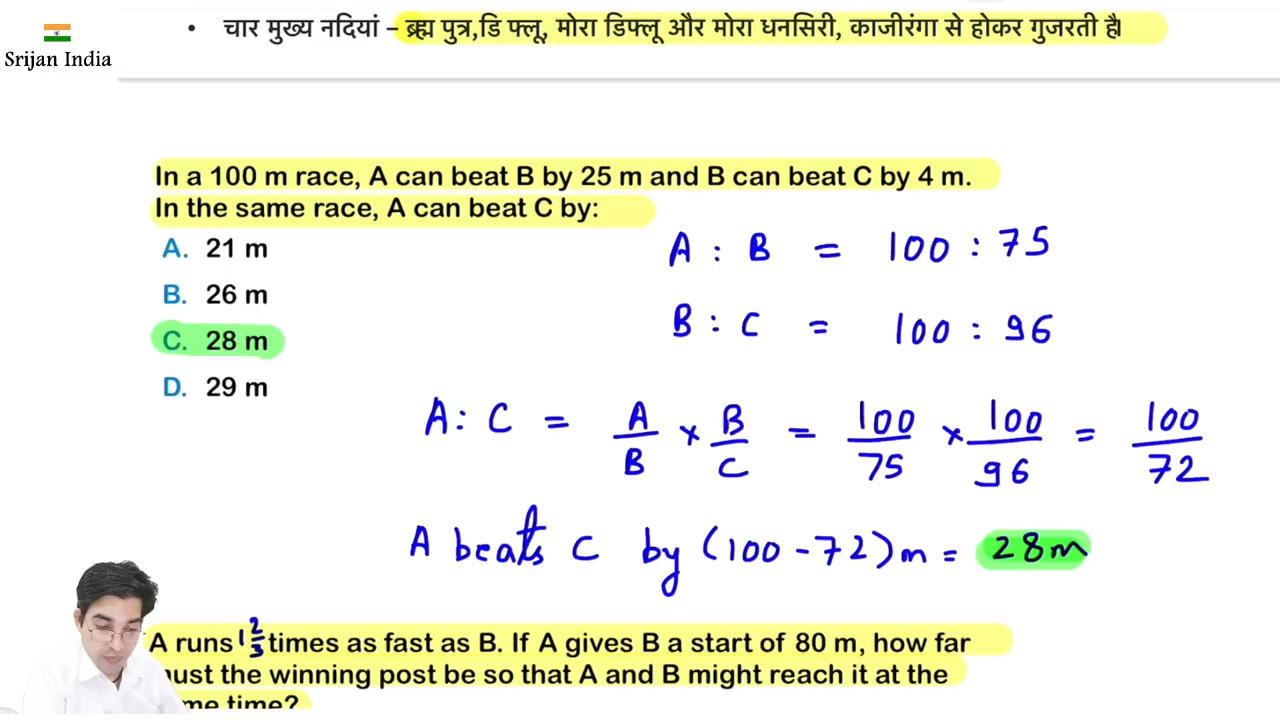 • चार मुख्य नदियां – ब्रह्म पुत्र,डि फ्लू, मोरा डिफ्लू और मोरा धनसिरी, काजीरंगा से होकर गुजरती है।
Srijan India
In a 100 m race, A can beat B by 25 m and B can beat C by 4 m.
In the same race, A can beat C by:
A. 21 m
B. 26 m
C. 28 m
D. 29 m
A : B = 100 : 75
B : C = 100 : 96
A : C = A/B × B/C = 100/75 × 100/96 = 100/72
A beats C by (100 - 72) m = 28m
A runs 1 2/3 times as fast as B. If A gives B a start of 80 m, how far
must the winning post be so that A and B might reach it at the
time?